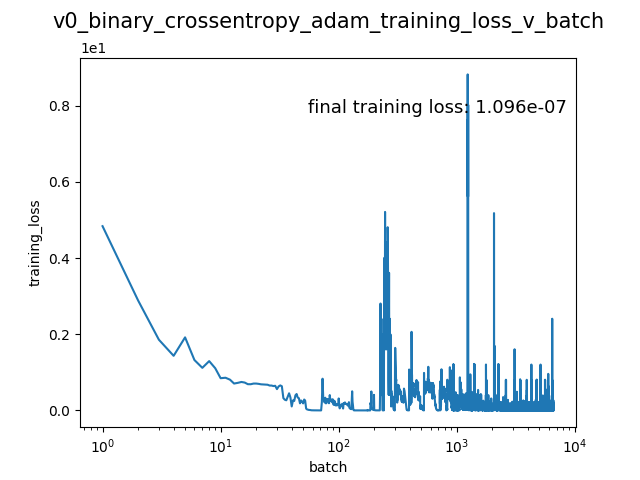 v0_binary_crossentropy_adam_training_loss_v_batch
1e1
final training loss: 1.096e-07
0.8
0.6
0.4
0.2
0.0
training_loss
10⁰ 10¹ 10² 10³ 10⁴
batch